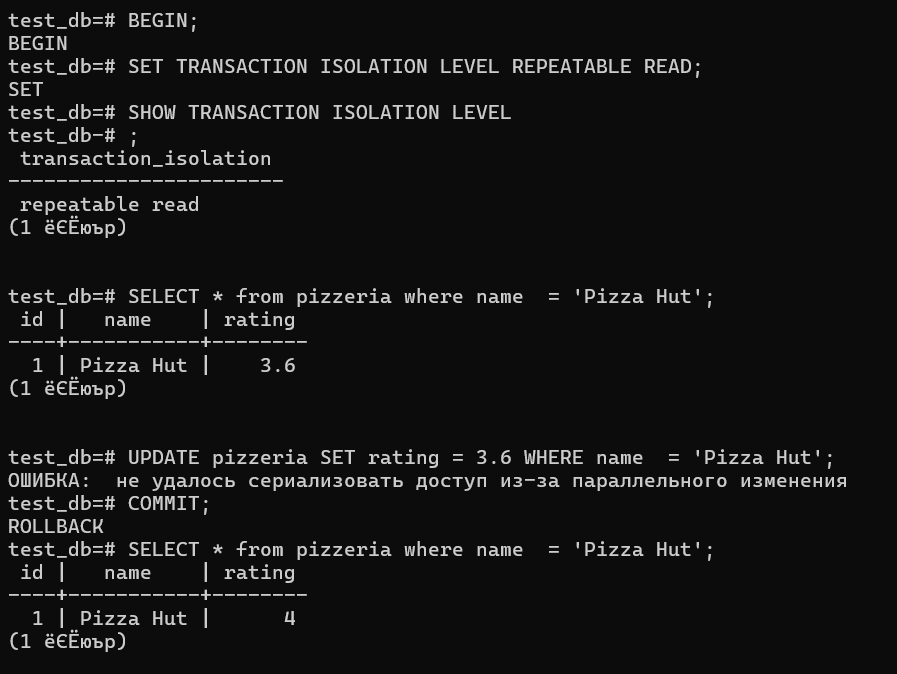 test_db=# BEGIN;
BEGIN
test_db=# SET TRANSACTION ISOLATION LEVEL REPEATABLE READ;
SET
test_db=# SHOW TRANSACTION ISOLATION LEVEL
test_db-# ;
 transaction_isolation
-----------------------
 repeatable read
(1 ёЄЁюър)
test_db=# SELECT * from pizzeria where name  = 'Pizza Hut';
 id |   name    | rating
----+-----------+--------
  1 | Pizza Hut |    3.6
(1 ёЄЁюър)
test_db=# UPDATE pizzeria SET rating = 3.6 WHERE name  = 'Pizza Hut';
ОШИБКА:  не удалось сериализовать доступ из-за параллельного изменения
test_db=# COMMIT;
ROLLBACK
test_db=# SELECT * from pizzeria where name  = 'Pizza Hut';
 id |   name    | rating
----+-----------+--------
  1 | Pizza Hut |      4
(1 ёЄЁюър)